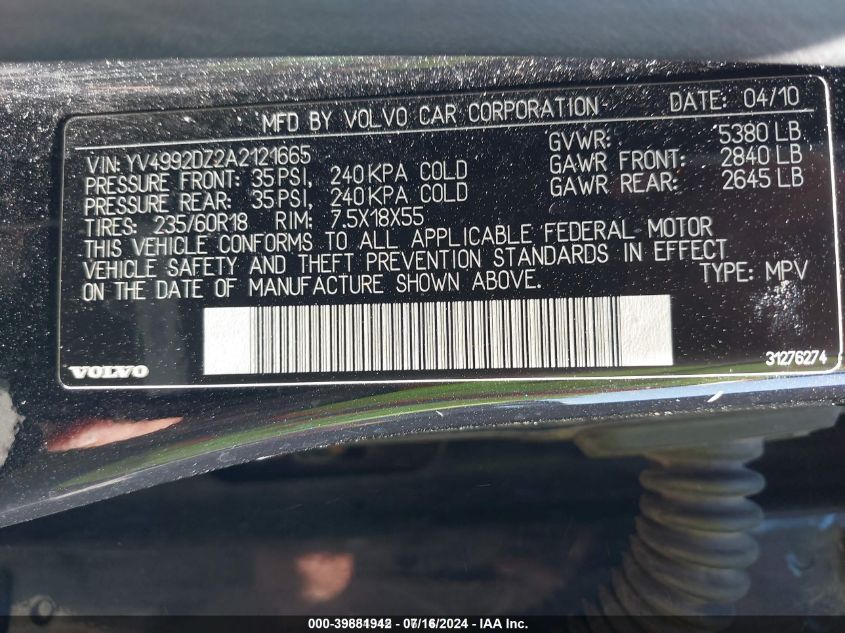 MFD BY VOLVO CAR CORPORATION DATE: 04/10
VIN: YV4992DZ2A2121665 GVWR: 5380 LB
PRESSURE FRONT: 35 PSI, 240 KPA COLD GAWR FRONT: 2840 LB
PRESSURE REAR: 35 PSI, 240 KPA COLD GAWR REAR: 2645 LB
TIRES: 235/60R18 RIM: 7.5X18X55
THIS VEHICLE CONFORMS TO ALL APPLICABLE FEDERAL MOTOR
VEHICLE SAFETY AND THEFT PREVENTION STANDARDS IN EFFECT
ON THE DATE OF MANUFACTURE SHOWN ABOVE. TYPE: MPV
VOLVO 31276274
000-39881942 - 07/16/2024 - IAA Inc.